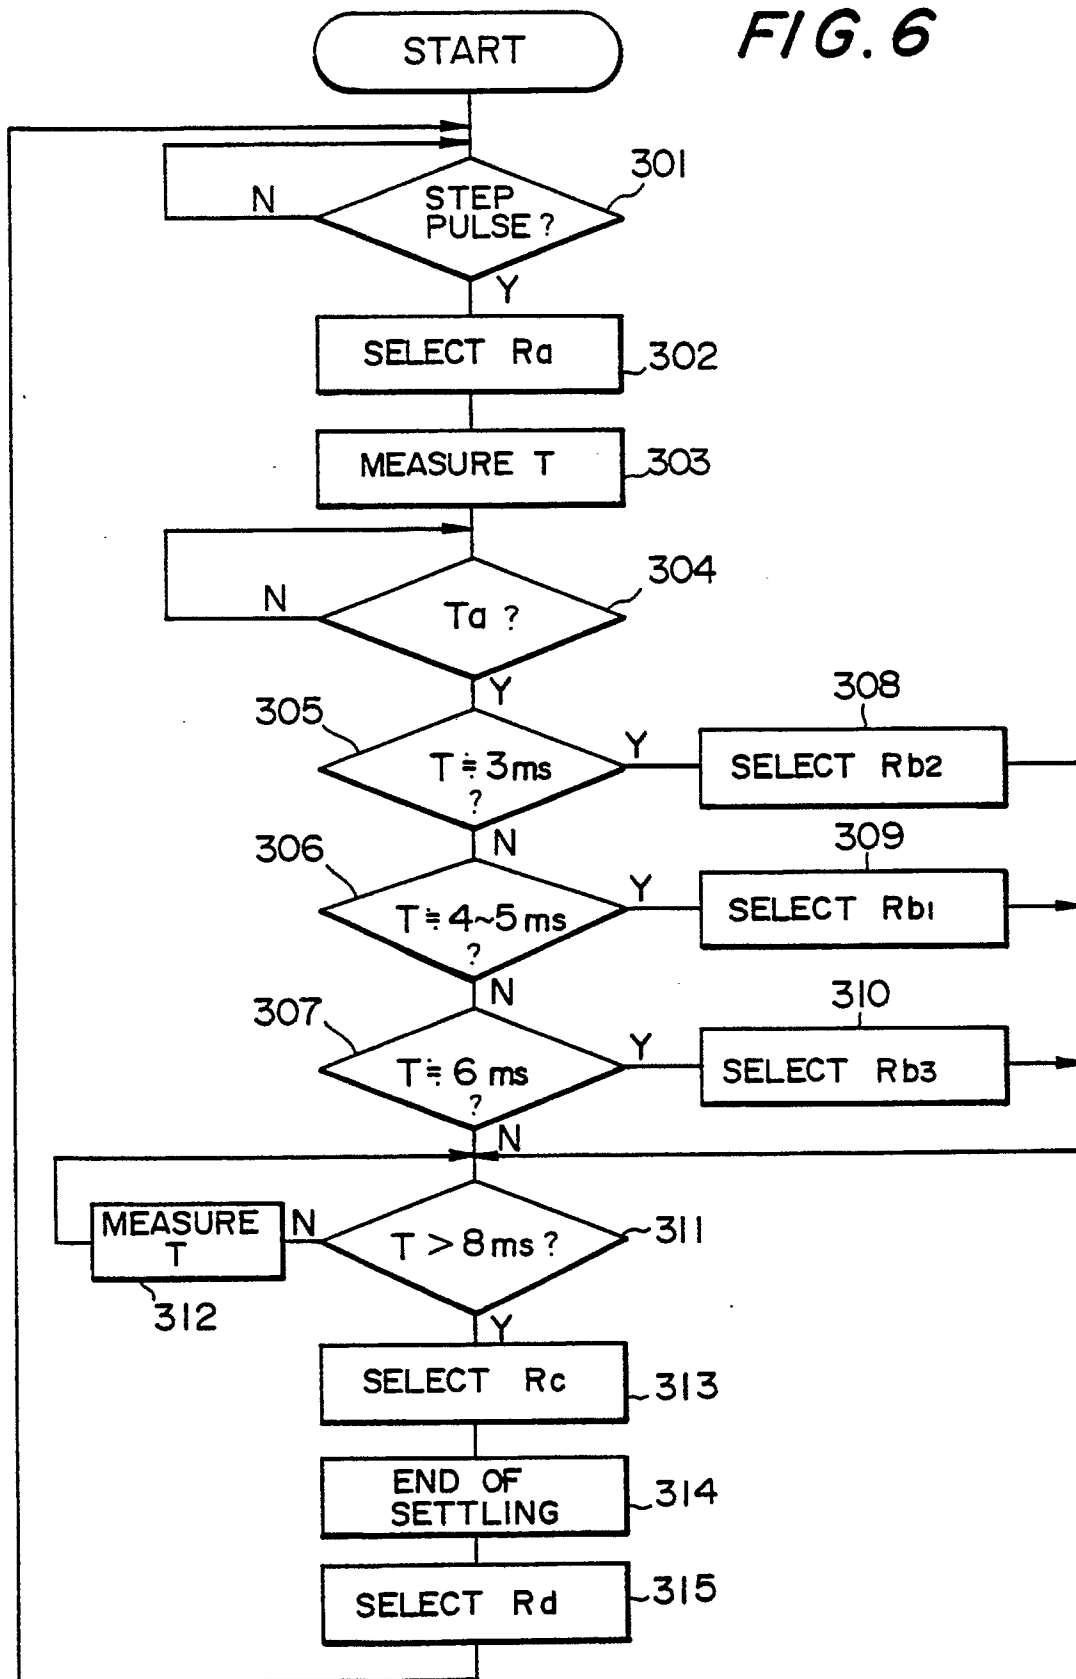 FIG. 6
START
301
N
STEP
PULSE?
Y
SELECT Ra
302
MEASURE T
303
304
N
Ta ?
Y
305
T ≒ 3ms
?
Y
308
SELECT Rb2
N
306
T ≒ 4~5ms
?
Y
309
SELECT Rb1
N
307
T ≒ 6 ms
?
Y
310
SELECT Rb3
N
MEASURE
T
N
312
T > 8ms ?
311
Y
SELECT Rc
313
END OF
SETTLING
314
SELECT Rd
315